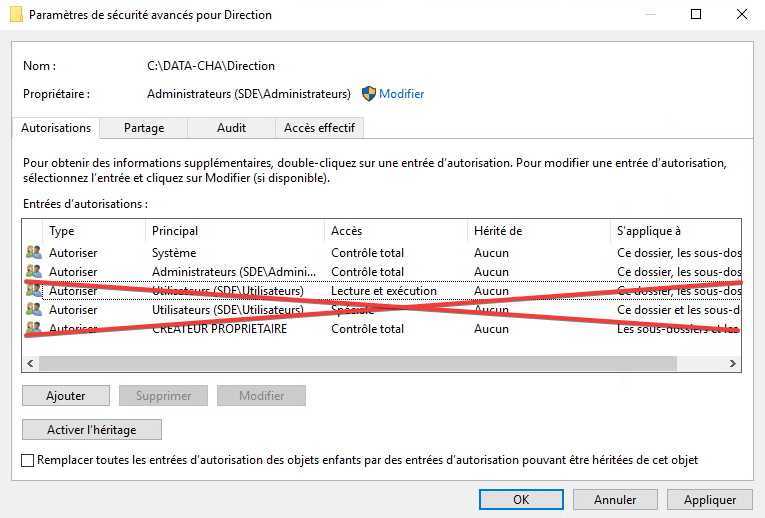 Paramètres de sécurité avancés pour Direction
Nom : C:\DATA-CHA\Direction
Propriétaire : Administrateurs (SDE\Administrateurs) Modifier
Autorisations Partage Audit Accès effectif
Pour obtenir des informations supplémentaires, double-cliquez sur une entrée d'autorisation. Pour modifier une entrée d'autorisation,
sélectionnez l'entrée et cliquez sur Modifier (si disponible).
Entrées d'autorisations :
Type Principal Accès Hérité de S'applique à
Autoriser Système Contrôle total Aucun Ce dossier, les sous-dos
Autoriser Administrateurs (SDE\Admini... Contrôle total Aucun Ce dossier, les sous-dos
Autoriser Utilisateurs (SDE\Utilisateurs) Lecture et exécution Aucun Ce dossier, les sous-dos
Autoriser Utilisateurs (SDE\Utilisateurs) Spéciale Aucun Ce dossier et les sous-d
Autoriser CREATEUR PROPRIETAIRE Contrôle total Aucun Les sous-dossiers et les
Ajouter Supprimer Modifier
Activer l'héritage
Remplacer toutes les entrées d'autorisation des objets enfants par des entrées d'autorisation pouvant être héritées de cet objet
OK Annuler Appliquer